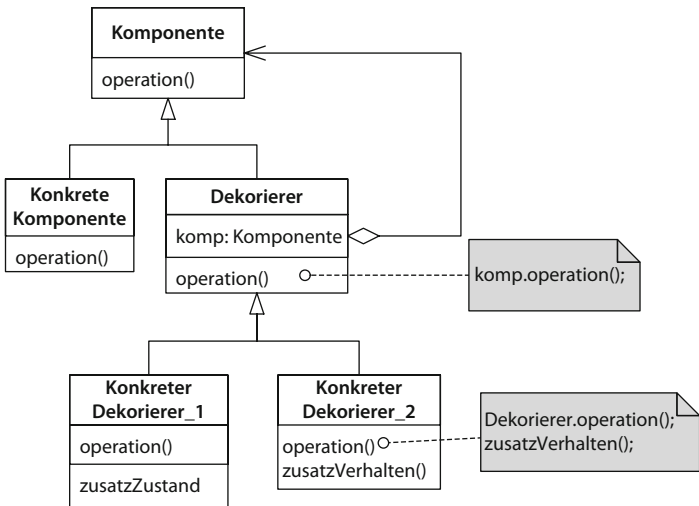 Komponente
operation()
Konkrete
Komponente
operation()
Dekorierer
komp: Komponente
operation()
komp.operation();
Konkreter
Dekorierer_1
operation()
zusatzZustand
Konkreter
Dekorierer_2
operation()
zusatzVerhalten()
Dekorierer.operation();
zusatzVerhalten();